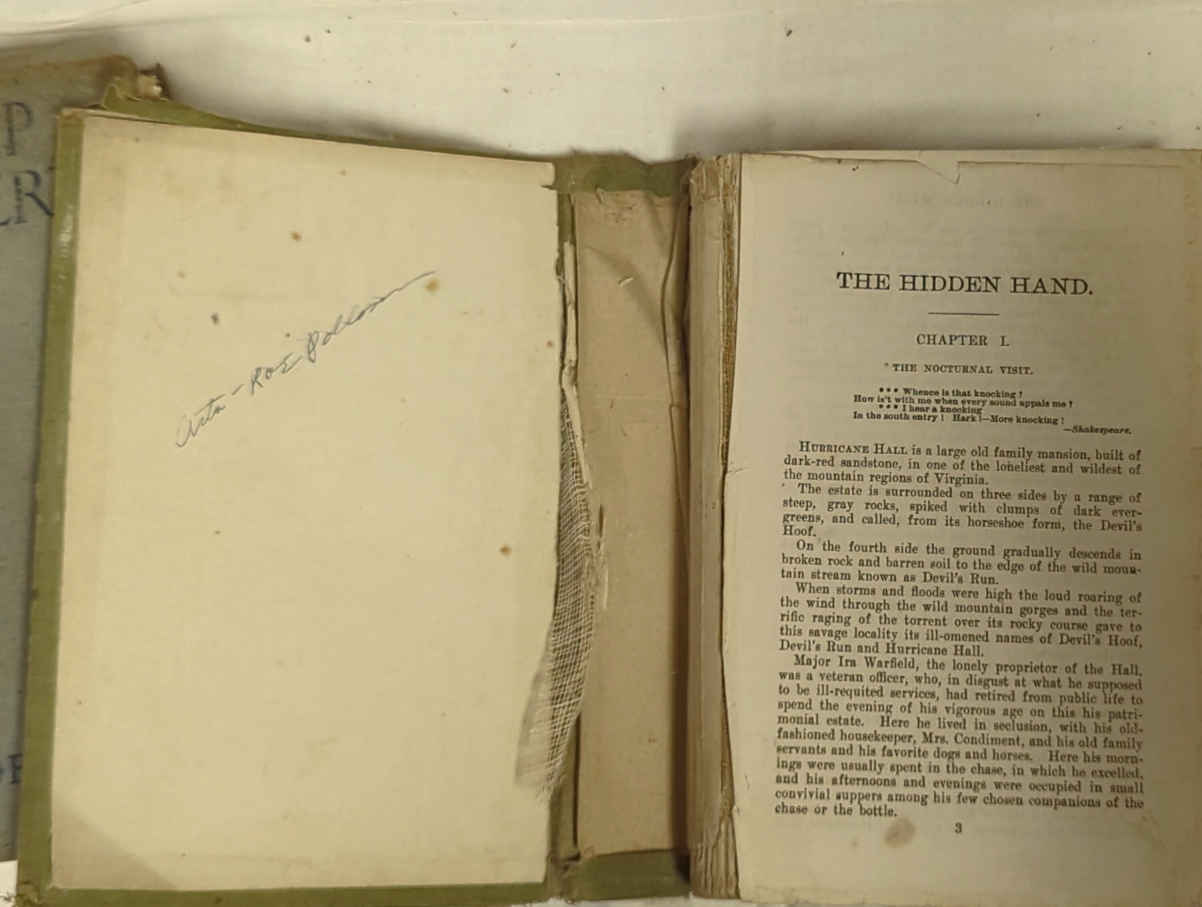 P
ER
Arta-Rae
THE HIDDEN HAND.
CHAPTER I.
THE NOCTURNAL VISIT.
*** Whence is that knocking?
How is't with me when every sound appals me?
*** I hear a knocking
In the south entry! Hark!—More knocking!
—Shakespeare.
HURRICANE HALL is a large old family mansion, built of
dark-red sandstone, in one of the loneliest and wildest of
the mountain regions of Virginia.
The estate is surrounded on three sides by a range of
steep, gray rocks, spiked with clumps of dark ever-
greens, and called, from its horseshoe form, the Devil's
Hoof.
On the fourth side the ground gradually descends in
broken rock and barren soil to the edge of the wild moun-
tain stream known as Devil's Run.
When storms and floods were high the loud roaring of
the wind through the wild mountain gorges and the ter-
rific raging of the torrent over its rocky course gave to
this savage locality its ill-omened names of Devil's Hoof,
Devil's Run and Hurricane Hall.
Major Ira Warfield, the lonely proprietor of the Hall,
was a veteran officer, who, in disgust at what he supposed
to be ill-requited services, had retired from public life to
spend the evening of his vigorous age on this his patri-
monial estate. Here he lived in seclusion, with his old-
fashioned housekeeper, Mrs. Condiment, and his old family
servants and his favorite dogs and horses. Here his morn-
ings were usually spent in the chase, in which he excelled,
and his afternoons and evenings were occupied in small
convivial suppers among his few chosen companions of the
chase or the bottle.
3